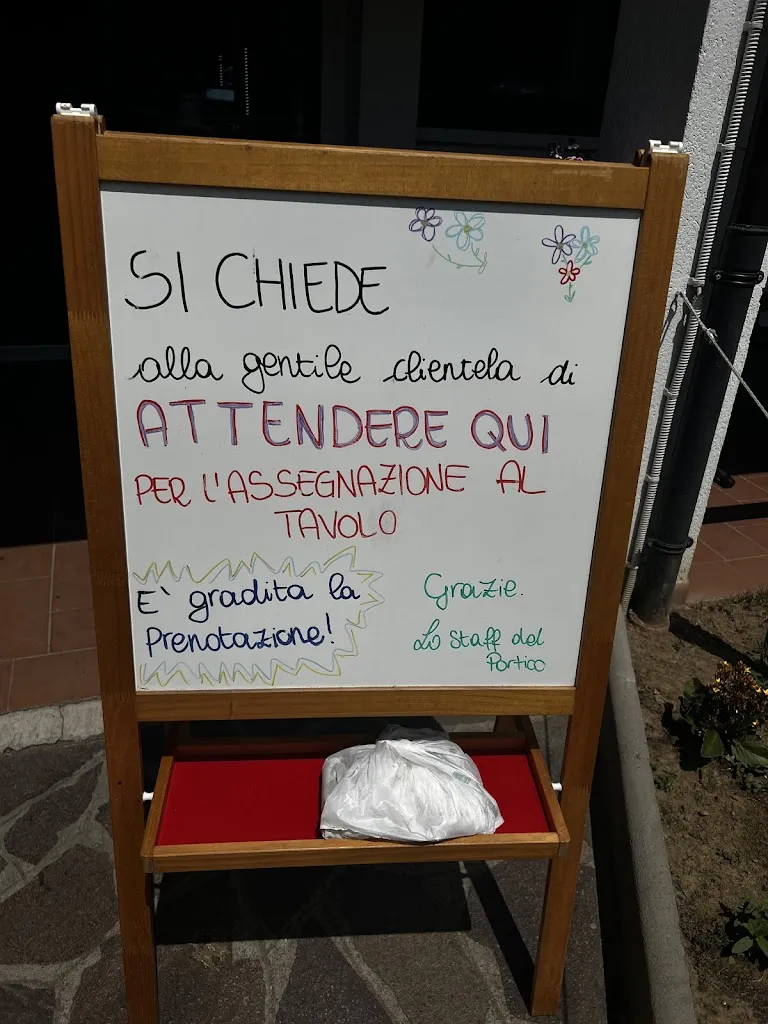 SI CHIEDE
alla gentile clientela di
ATTENDERE QUI
PER L'ASSEGNAZIONE AL
TAVOLO
E` gradita la
Prenotazione!
Grazie.
Lo staff del
Portico